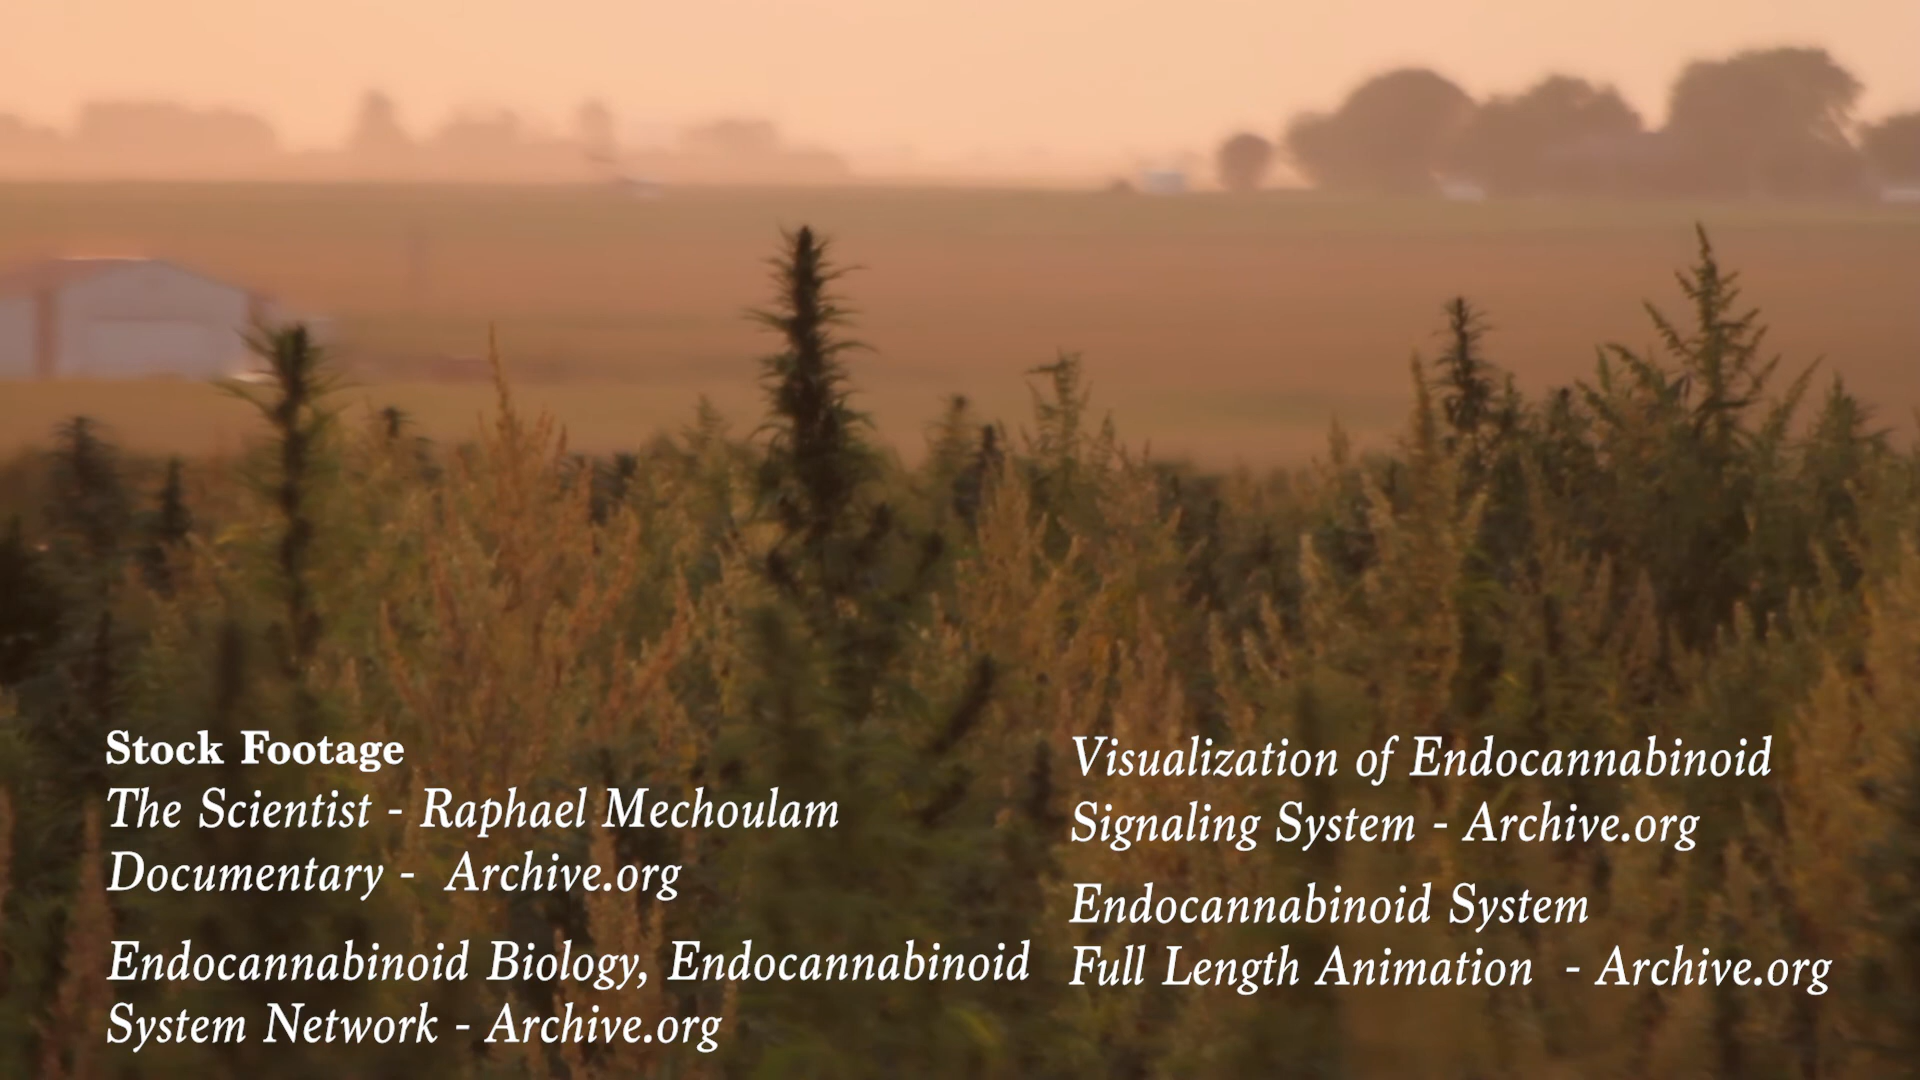 Stock Footage
The Scientist - Raphael Mechoulam
Documentary - Archive.org
Endocannabinoid Biology, Endocannabinoid
System Network - Archive.org
Visualization of Endocannabinoid
Signaling System - Archive.org
Endocannabinoid System
Full Length Animation - Archive.org